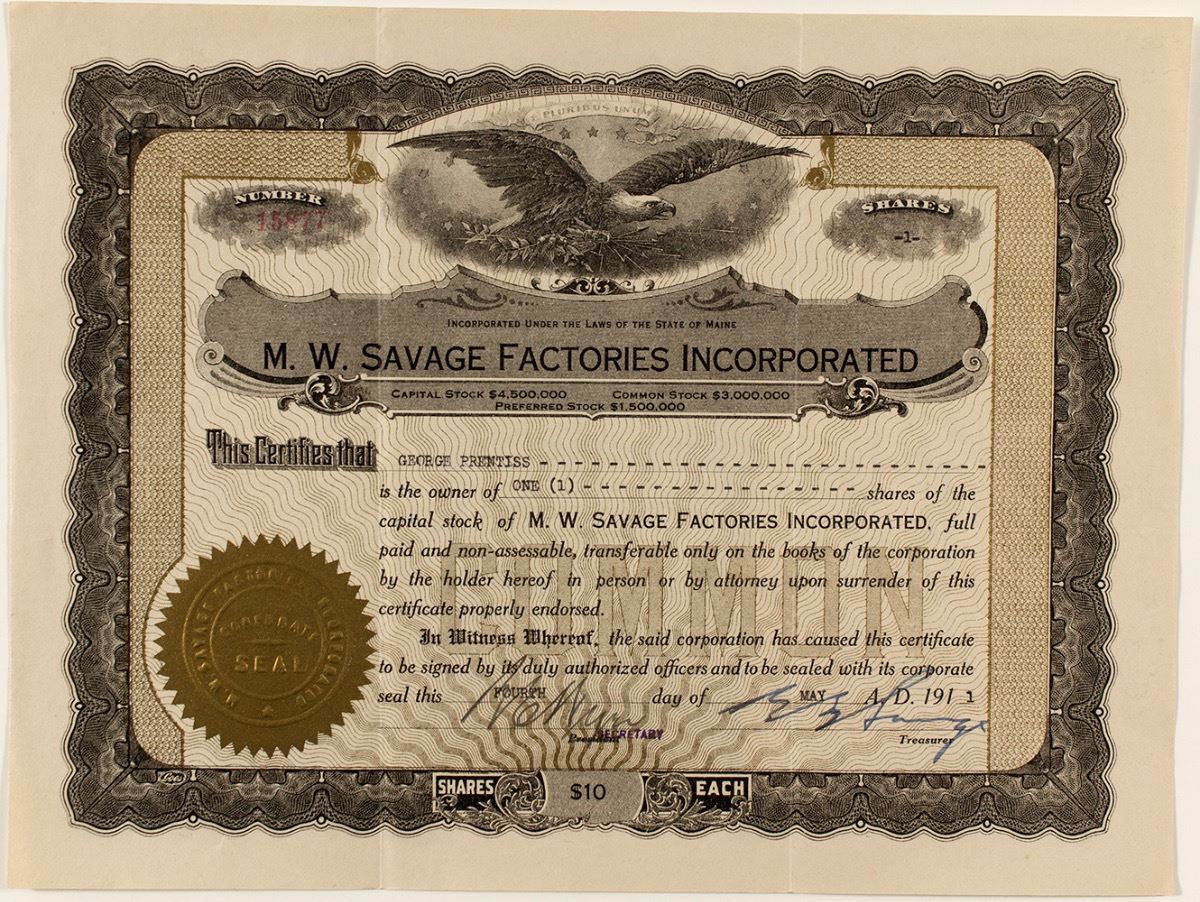 PLURIBUS UNUM
NUMBER
15877
SHARES
-1-
INCORPORATED UNDER THE LAWS OF THE STATE OF MAINE
M. W. SAVAGE FACTORIES INCORPORATED
CAPITAL STOCK $4,500,000 COMMON STOCK $3,000,000
PREFERRED STOCK $1,500,000
This Certifies that GEORGE PRENTISS
is the owner of ONE (1) shares of the
capital stock of M. W. SAVAGE FACTORIES INCORPORATED, full
paid and non-assessable, transferable only on the books of the corporation
by the holder hereof in person or by attorney upon surrender of this
certificate properly endorsed.
COMMON
In Witness Whereof, the said corporation has caused this certificate
to be signed by its duly authorized officers and to be sealed with its corporate
seal this FOURTH day of MAY A.D. 1911
President SECRETARY
Treasurer
M. W. SAVAGE FACTORIES INCORPORATED
CORPORATE
SEAL
SHARES $10 EACH